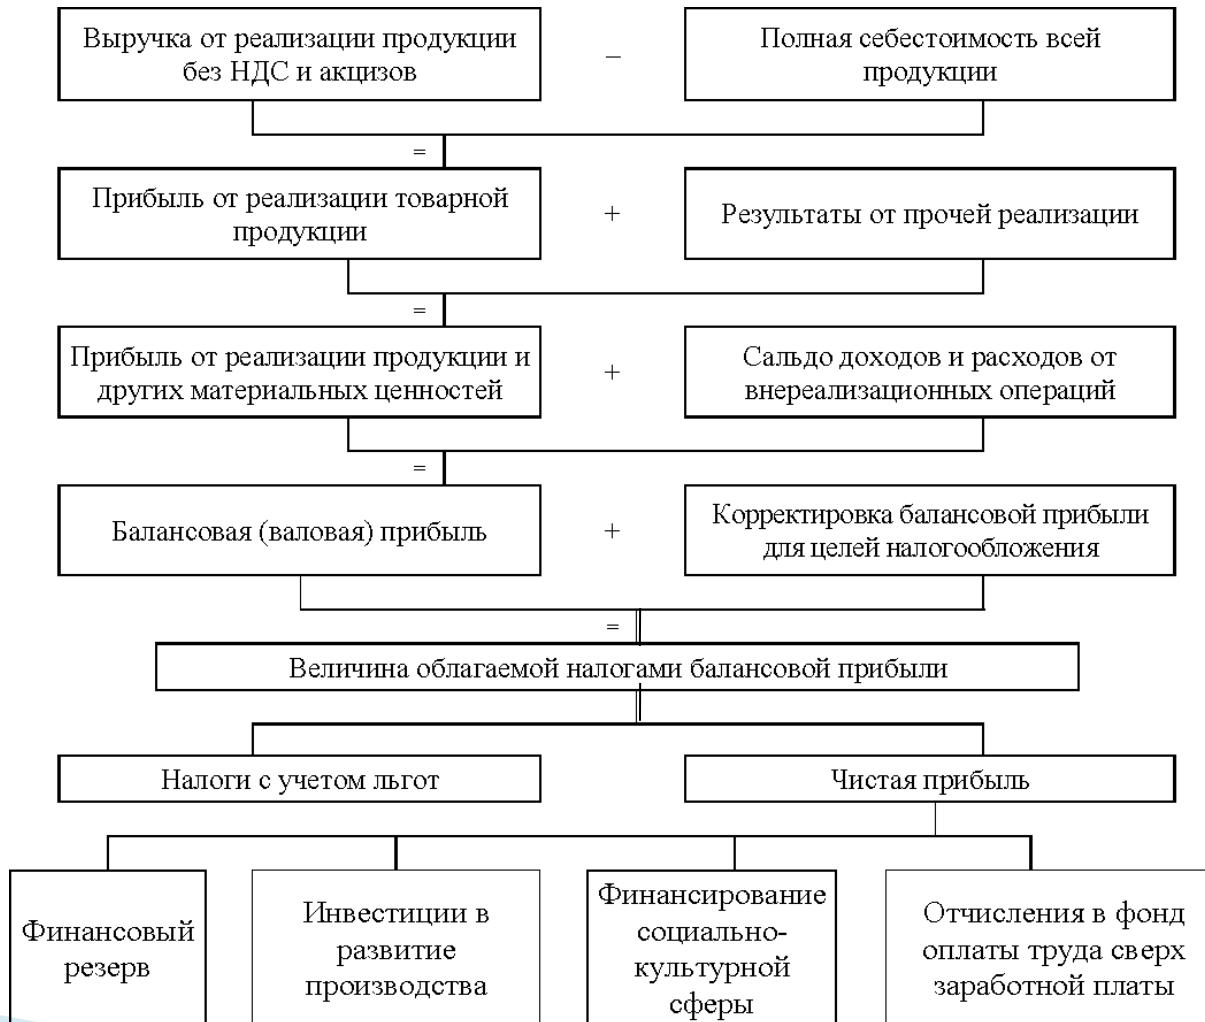 Выручка от реализации продукции
без НДС и акцизов
–
Полная себестоимость всей
продукции
=
Прибыль от реализации товарной
продукции
+
Результаты от прочей реализации
=
Прибыль от реализации продукции и
других материальных ценностей
+
Сальдо доходов и расходов от
внереализационных операций
=
Балансовая (валовая) прибыль
+
Корректировка балансовой прибыли
для целей налогообложения
=
Величина облагаемой налогами балансовой прибыли
Налоги с учетом льгот
Чистая прибыль
Финансовый
резерв
Инвестиции в
развитие
производства
Финансирование
социально-
культурной
сферы
Отчисления в фонд
оплаты труда сверх
заработной платы